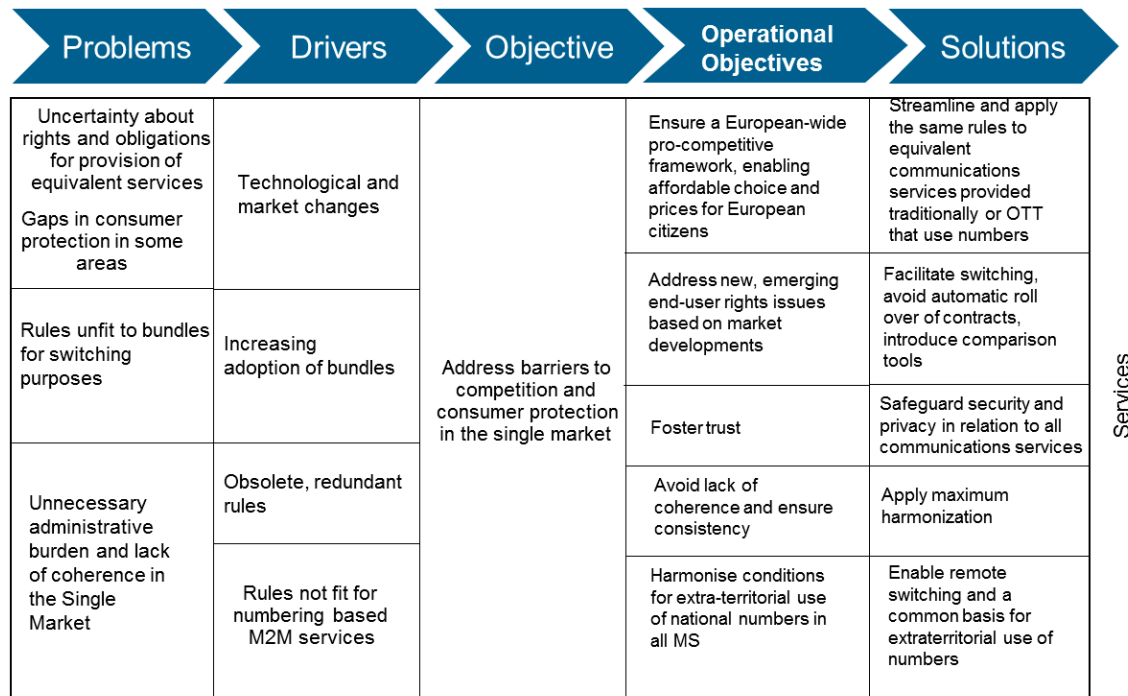 Problems
Drivers
Objective
Operational
Objectives
Solutions
Uncertainty about
rights and obligations
for provision of
equivalent services
Gaps in consumer
protection in some
areas
Technological and
market changes
Rules unfit to bundles
for switching
purposes
Increasing
adoption of bundles
Unnecessary
administrative
burden and lack
of coherence in
the Single
Market
Obsolete, redundant
rules
Rules not fit for
numbering based
M2M services
Address barriers to
competition and
consumer protection
in the single market
Ensure a European-wide
pro-competitive
framework, enabling
affordable choice and
prices for European
citizens
Streamline and apply
the same rules to
equivalent
communications
services provided
traditionally or OTT
that use numbers
Address new, emerging
end-user rights issues
based on market
developments
Facilitate switching,
avoid automatic roll
over of contracts,
introduce comparison
tools
Foster trust
Safeguard security and
privacy in relation to all
communications services
Avoid lack of
coherence and ensure
consistency
Apply maximum
harmonization
Harmonise conditions
for extra-territorial use
of national numbers in
all MS
Enable remote
switching and a
common basis for
extraterritorial use of
numbers
Services